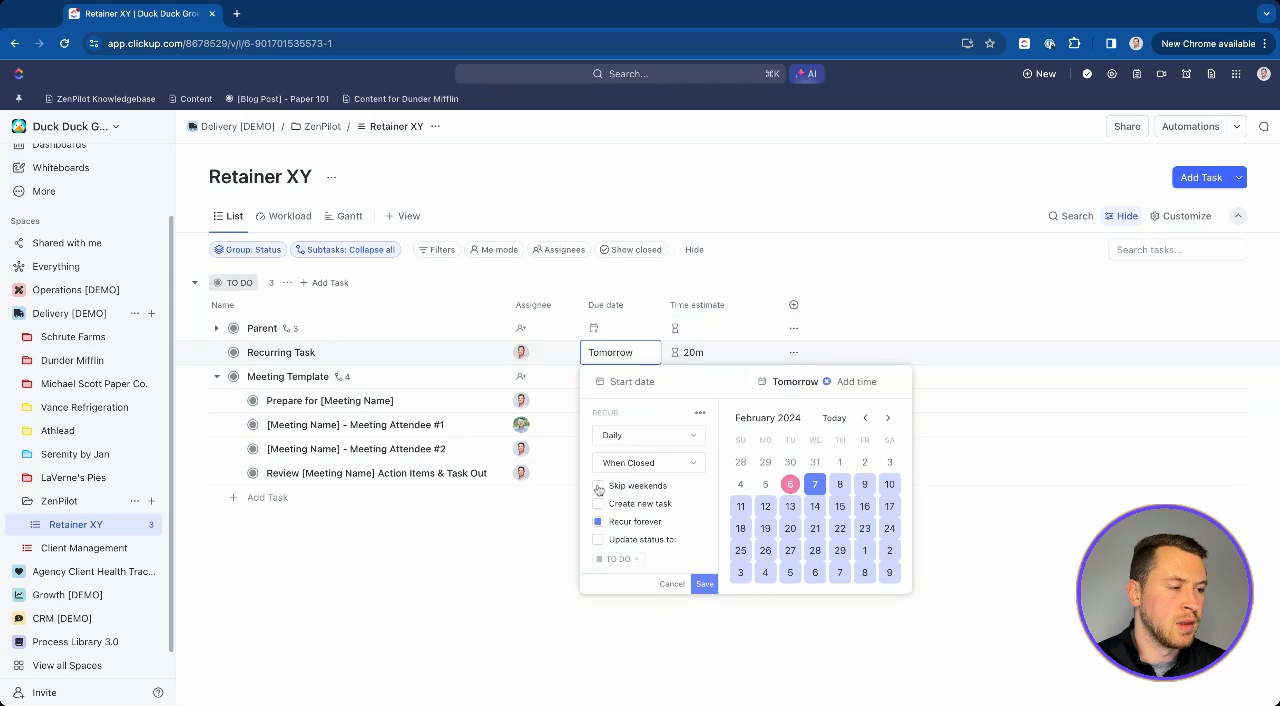 Retainer XY | Duck Duck Gro
app.clickup.com/8678529/v/l/6-901701535573-1
New Chrome available
Search...
⌘K
AI
New
ZenPilot Knowledgebase
Content
[Blog Post] - Paper 101
Content for Dunder Mifflin
Duck Duck G...
Delivery [DEMO] / ZenPilot / Retainer XY ...
Share
Automations
Dashboards
Whiteboards
More
Spaces
Shared with me
Everything
Operations [DEMO]
Delivery [DEMO]
Schrute Farms
Dunder Mifflin
Michael Scott Paper Co.
Vance Refrigeration
Athlead
Serenity by Jan
LaVerne's Pies
ZenPilot
Retainer XY 3
Client Management
Agency Client Health Trac...
Growth [DEMO]
CRM [DEMO]
Process Library 3.0
View all Spaces
Invite
Retainer XY ...
Add Task
List
Workload
Gantt
+ View
Search
Hide
Customize
Group: Status
Subtasks: Collapse all
Filters
Me mode
Assignees
Show closed
Hide
Search tasks...
TO DO 3 ... + Add Task
Name Assignee Due date Time estimate
Parent 3
Recurring Task Tomorrow 20m
Meeting Template 4
Prepare for [Meeting Name]
[Meeting Name] - Meeting Attendee #1
[Meeting Name] - Meeting Attendee #2
Review [Meeting Name] Action Items & Task Out
+ Add Task
Start date
Tomorrow
Add time
RECUR
Daily
When Closed
Skip weekends
Create new task
Recur forever
Update status to:
TO DO
Cancel
Save
February 2024 Today
SU MO TU WE TH FR SA
28 29 30 31 1 2 3
4 5 6 7 8 9 10
11 12 13 14 15 16 17
18 19 20 21 22 23 24
25 26 27 28 29 1 2
3 4 5 6 7 8 9